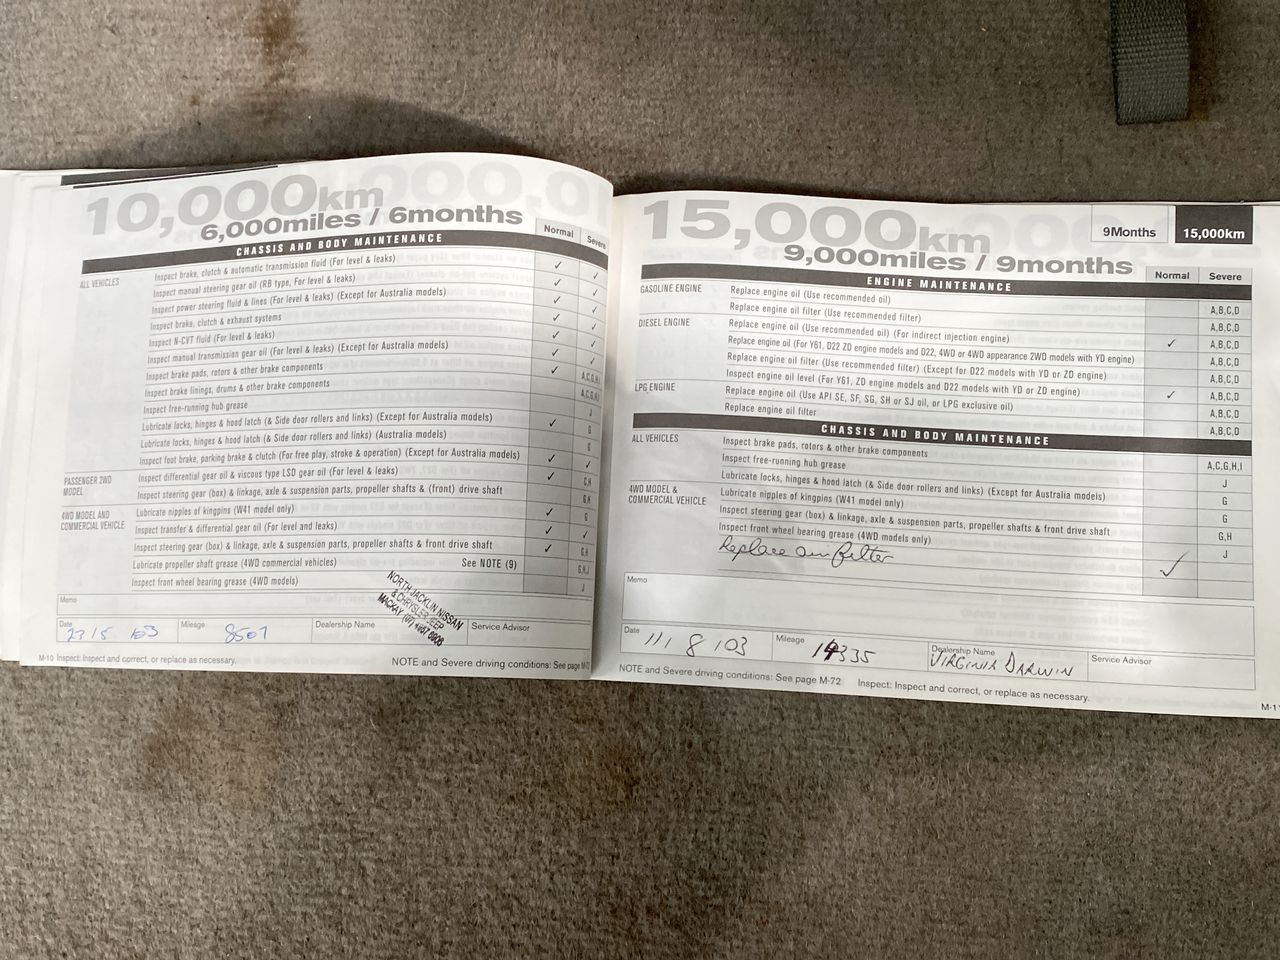 10,000km
6,000miles / 6months
Normal Severe
CHASSIS AND BODY MAINTENANCE
ALL VEHICLES
Inspect brake, clutch & automatic transmission fluid (For level & leaks) ✓ ✓
Inspect manual steering gear oil (RB type, For level & leaks) ✓ ✓
Inspect power steering fluid & lines (For level & leaks) (Except for Australia models) ✓ ✓
Inspect brake, clutch & exhaust systems ✓ ✓
Inspect N-CVT fluid (For level & leaks) ✓ ✓
Inspect manual transmission gear oil (For level & leaks) (Except for Australia models) ✓ ✓
Inspect brake pads, rotors & other brake components A,C,G,H,I
Inspect brake linings, drums & other brake components A,C,G,H,I
Inspect free-running hub grease J
Lubricate locks, hinges & hood latch (& Side door rollers and links) (Except for Australia models) G
Lubricate locks, hinges & hood latch (& Side door rollers and links) (Australia models) G
Inspect foot brake, parking brake & clutch (For free play, stroke & operation) (Except for Australia models) ✓ ✓
PASSENGER 2WD MODEL
Inspect differential gear oil & viscous type LSD gear oil (For level & leaks) ✓
Inspect steering gear (box) & linkage, axle & suspension parts, propeller shafts & (front) drive shaft G,H
4WD MODEL AND COMMERCIAL VEHICLE
Lubricate nipples of kingpins (W41 model only) ✓ G
Inspect transfer & differential gear oil (For level and leaks) ✓ ✓
Inspect steering gear (box) & linkage, axle & suspension parts, propeller shafts & front drive shaft ✓ G,H
Lubricate propeller shaft grease (4WD commercial vehicles) See NOTE (9) G,H,J
Inspect front wheel bearing grease (4WD models) J
NORTH JACKLIN NISSAN
& CHRYSLER JEEP
MACKAY
Memo
Date 23 / 5 / 03 Mileage 8507 Dealership Name Service Advisor
M-10 Inspect: Inspect and correct, or replace as necessary.
NOTE and Severe driving conditions: See page M-72
15,000km
9,000miles / 9months
9Months 15,000km
Normal Severe
ENGINE MAINTENANCE
GASOLINE ENGINE
Replace engine oil (Use recommended oil) A,B,C,D
Replace engine oil filter (Use recommended filter) A,B,C,D
DIESEL ENGINE
Replace engine oil (Use recommended oil) (For indirect injection engine) ✓ A,B,C,D
Replace engine oil (For Y61, D22 ZD engine models and D22, 4WD or 4WD appearance 2WD models with YD engine) A,B,C,D
Replace engine oil filter (Use recommended filter) (Except for D22 models with YD or ZD engine) A,B,C,D
Inspect engine oil level (For Y61, ZD engine models and D22 models with YD or ZD engine) ✓
LPG ENGINE
Replace engine oil (Use API SE, SF, SG, SH or SJ oil, or LPG exclusive oil) A,B,C,D
Replace engine oil filter A,B,C,D
CHASSIS AND BODY MAINTENANCE
ALL VEHICLES
Inspect brake pads, rotors & other brake components A,C,G,H,I
Inspect free-running hub grease J
Lubricate locks, hinges & hood latch (& Side door rollers and links) (Except for Australia models) G
4WD MODEL & COMMERCIAL VEHICLE
Lubricate nipples of kingpins (W41 model only) G
Inspect steering gear (box) & linkage, axle & suspension parts, propeller shafts & front drive shaft G,H
Inspect front wheel bearing grease (4WD models only) J
Replace Filter ✓
Memo
Date 11 / 8 / 03 Mileage 14335 Dealership Name VIRGINIA DARWIN Service Advisor
NOTE and Severe driving conditions: See page M-72 Inspect: Inspect and correct, or replace as necessary.
M-11